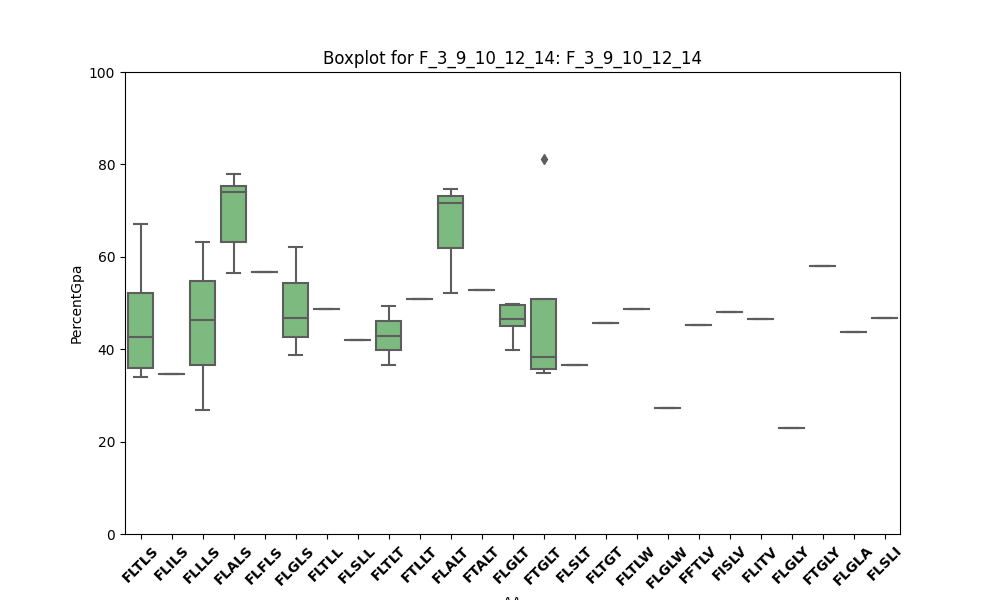 Boxplot for F_3_9_10_12_14: F_3_9_10_12_14
100
80
60
40
20
0
PercentGpa
FLTLS
FLILS
FLLLS
FLALS
FLFLS
FLGLS
FLTLL
FLSLL
FLTLT
FTLLT
FLALT
FTALT
FLGLT
FTGLT
FLSLT
FLTGT
FLTLW
FLGLW
FFTLV
FISLV
FLITV
FLGLY
FTGLY
FLGLA
FLSLI